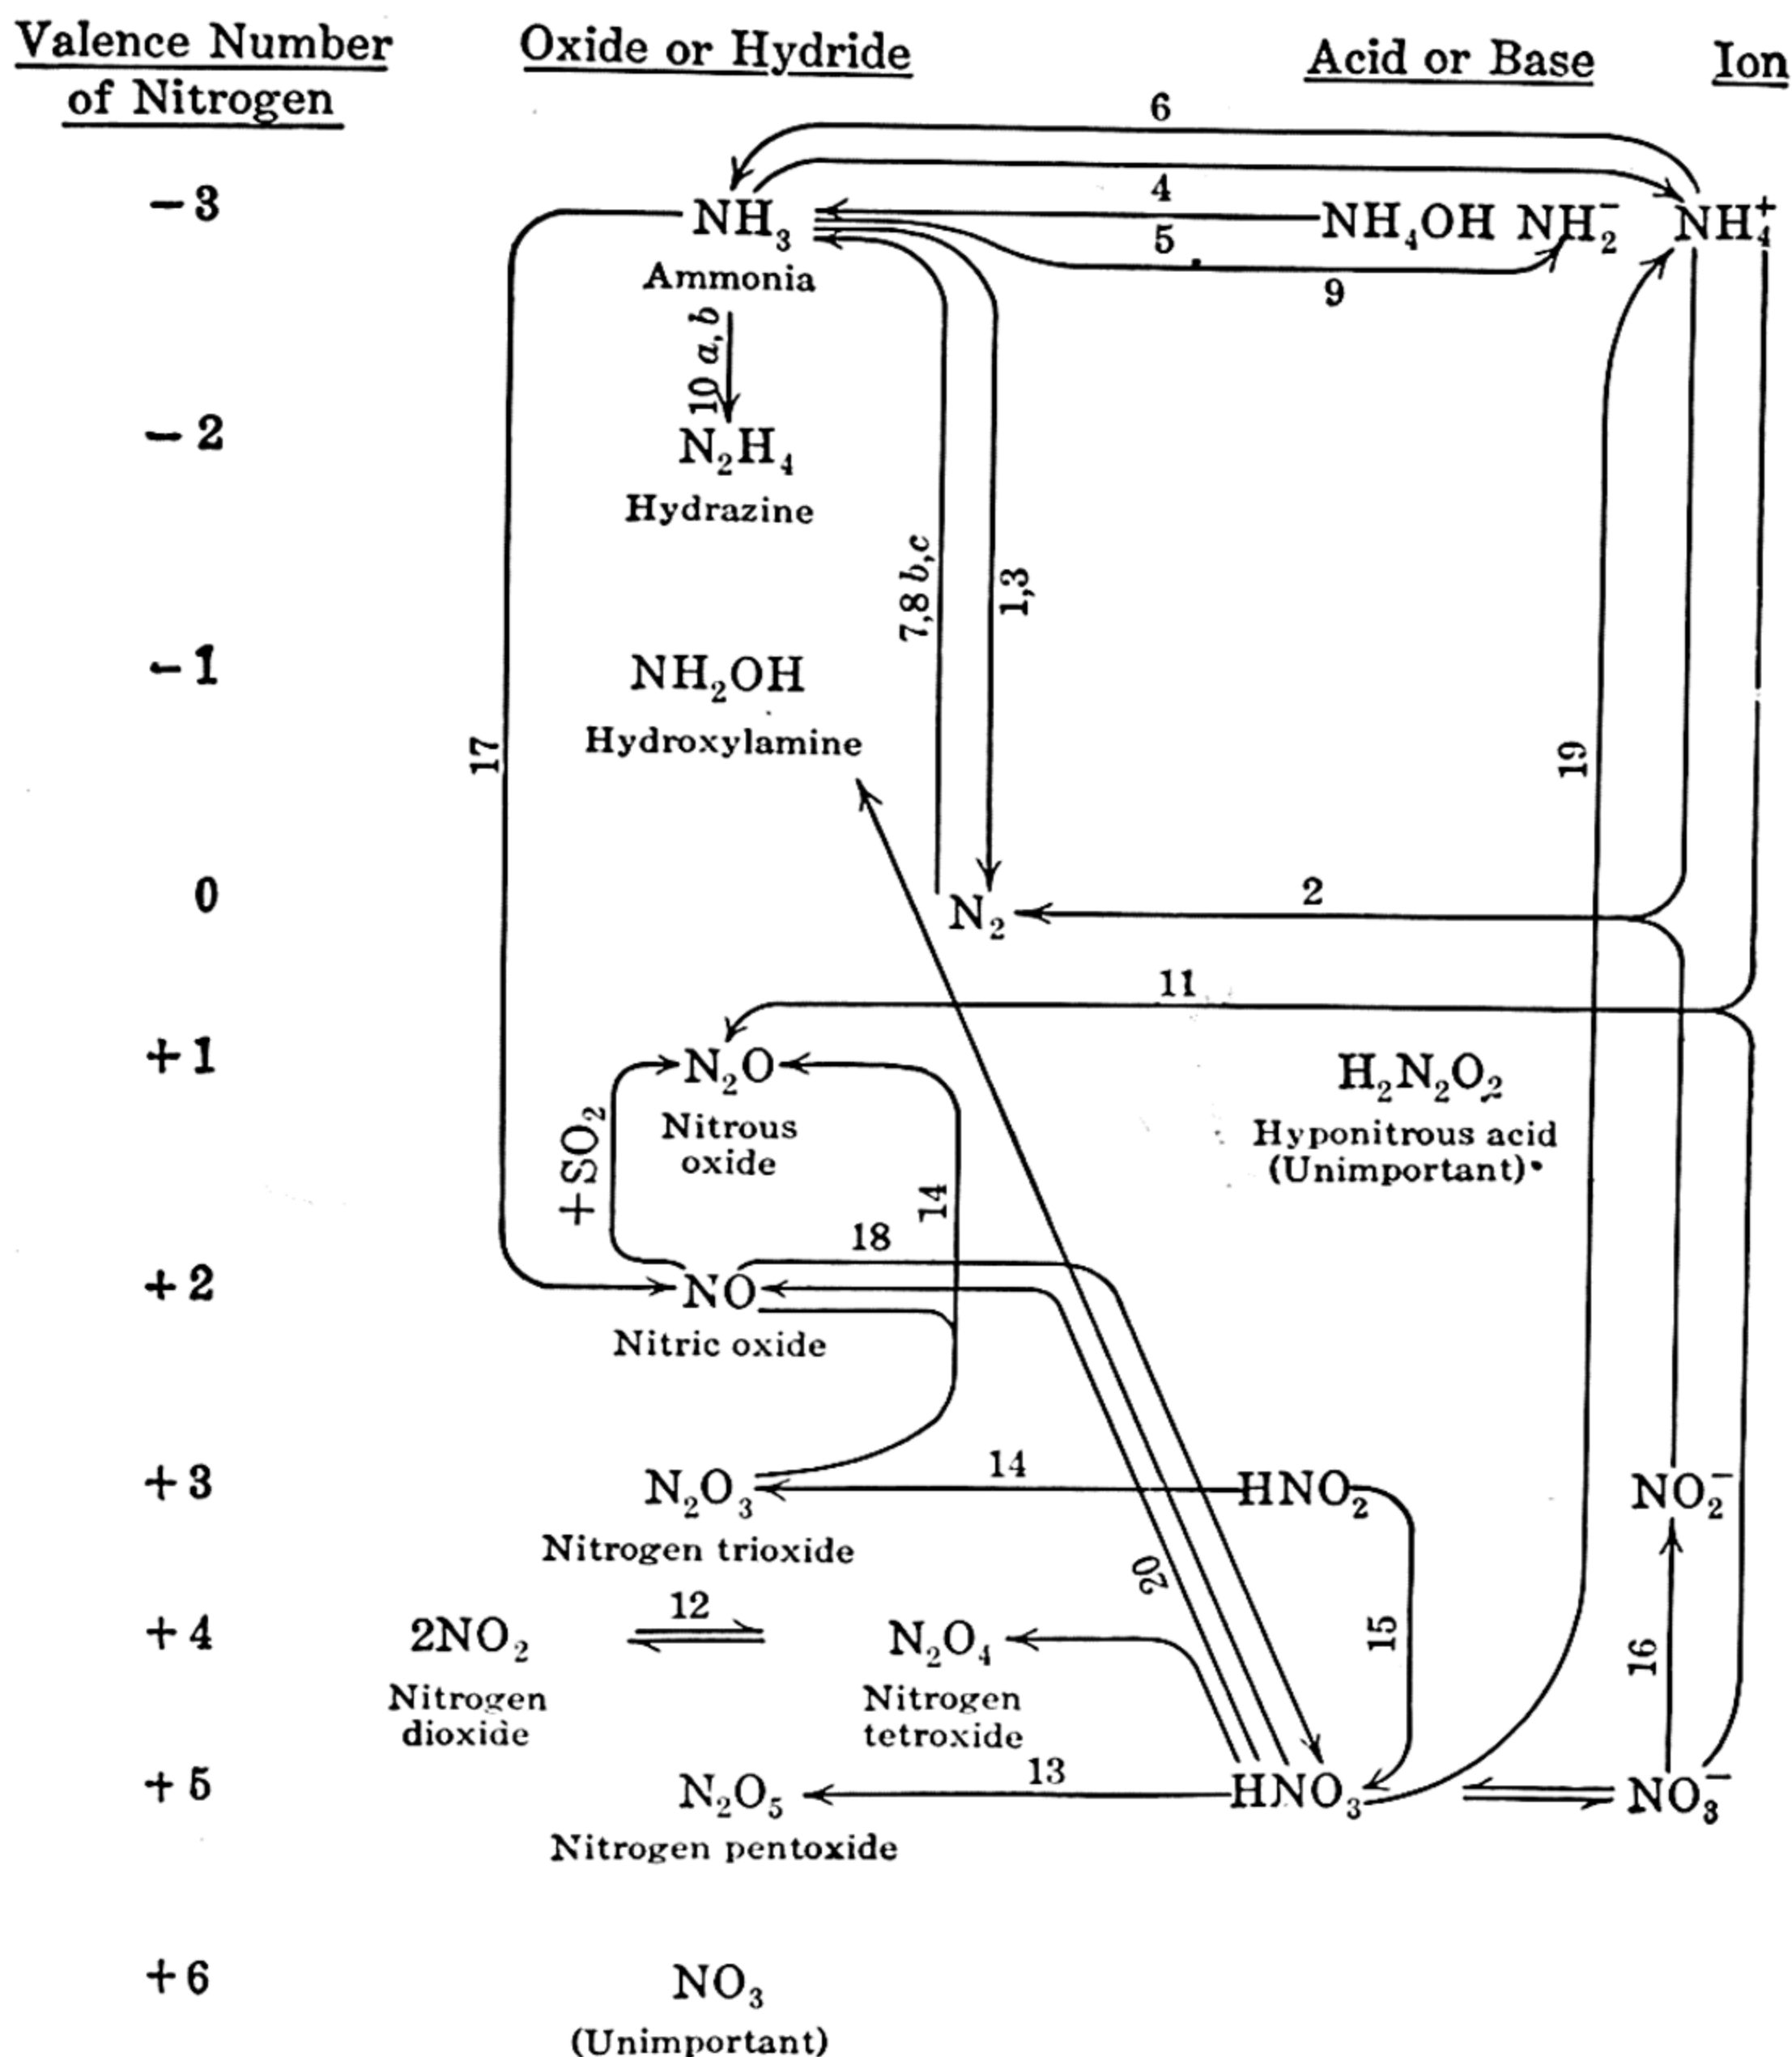 Valence Number
of Nitrogen
Oxide or Hydride
Acid or Base
Ion
6
4
−3
NH₃
NH₄OH
NH₂⁻
NH₄⁺
5
9
Ammonia
10 a, b
−2
N₂H₄
Hydrazine
7,8 b,c
1,3
−1
NH₂OH
Hydroxylamine
17
19
0
N₂
2
11
+1
N₂O
H₂N₂O₂
Nitrous
oxide
Hyponitrous acid
(Unimportant)
+SO₂
14
18
+2
NO
Nitric oxide
14
+3
N₂O₃
HNO₂
NO₂⁻
Nitrogen trioxide
20
12
+4
2NO₂
N₂O₄
15
16
Nitrogen
dioxide
Nitrogen
tetroxide
13
+5
N₂O₅
HNO₃
NO₃⁻
Nitrogen pentoxide
+6
NO₃
(Unimportant)